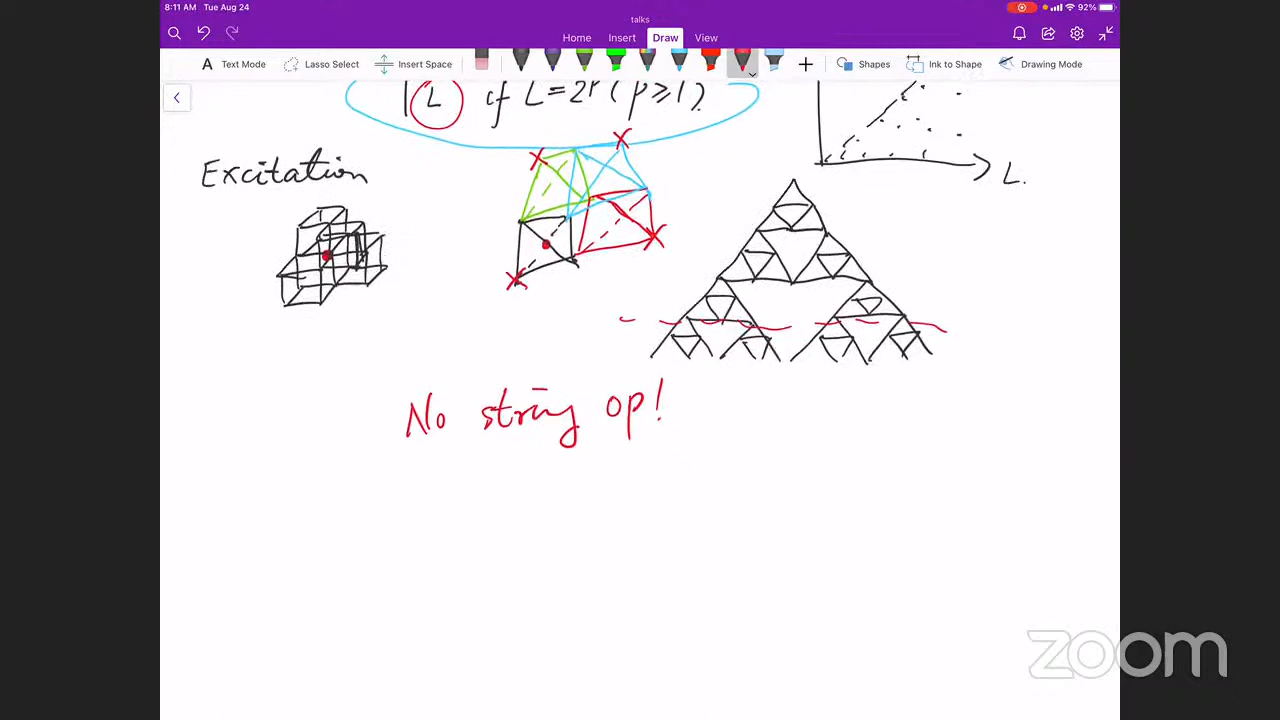 8:11 AM Tue Aug 24
92%
talks
Home Insert Draw View
Text Mode Lasso Select Insert Space Shapes Ink to Shape Drawing Mode
L if L=2^p (p≥1).
L.
Excitation
No string op!
zoom